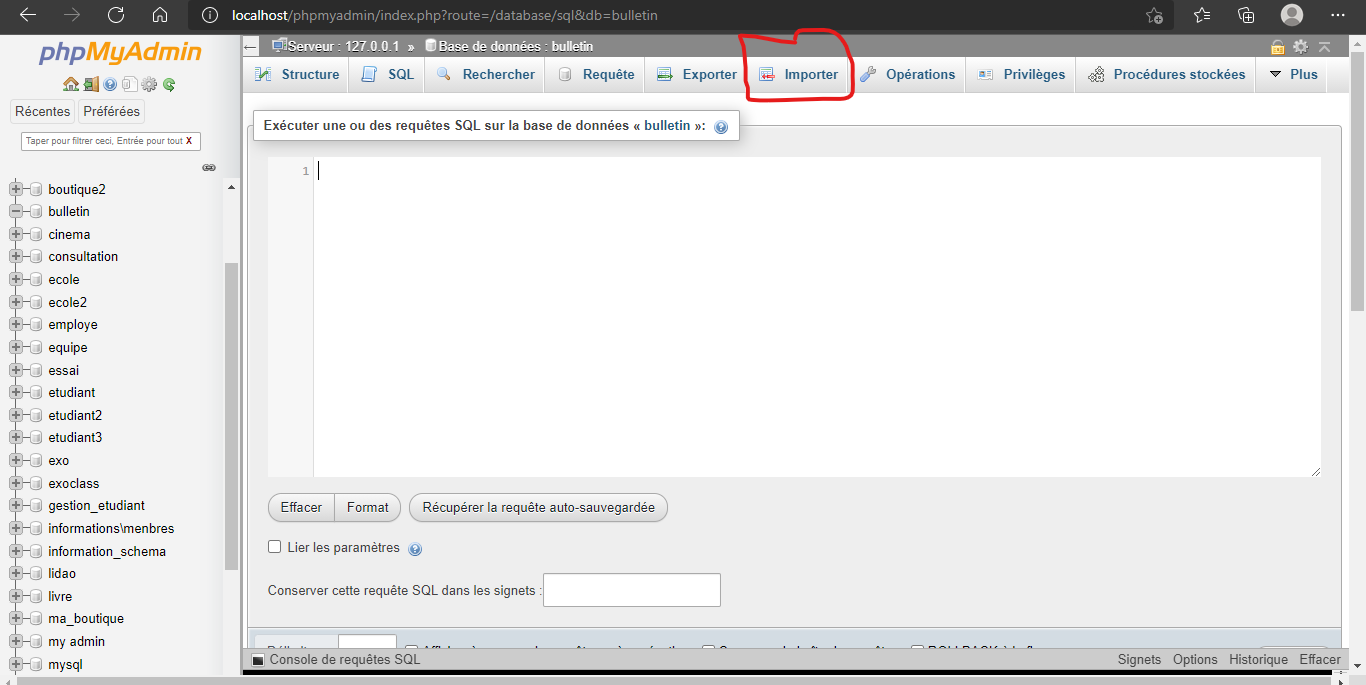 localhost/phpmyadmin/index.php?route=/database/sql&db=bulletin
phpMyAdmin
Récentes Préférées
Taper pour filtrer ceci, Entrée pour tout X
boutique2
bulletin
cinema
consultation
ecole
ecole2
employe
equipe
essai
etudiant
etudiant2
etudiant3
exo
exoclass
gestion_etudiant
informations\menbres
information_schema
lidao
livre
ma_boutique
my admin
mysql
Serveur : 127.0.0.1 » Base de données : bulletin
Structure SQL Rechercher Requête Exporter Importer Opérations Privilèges Procédures stockées Plus
Exécuter une ou des requêtes SQL sur la base de données « bulletin »:
1
Effacer Format Récupérer la requête auto-sauvegardée
Lier les paramètres
Conserver cette requête SQL dans les signets :
Console de requêtes SQL
Signets Options Historique Effacer